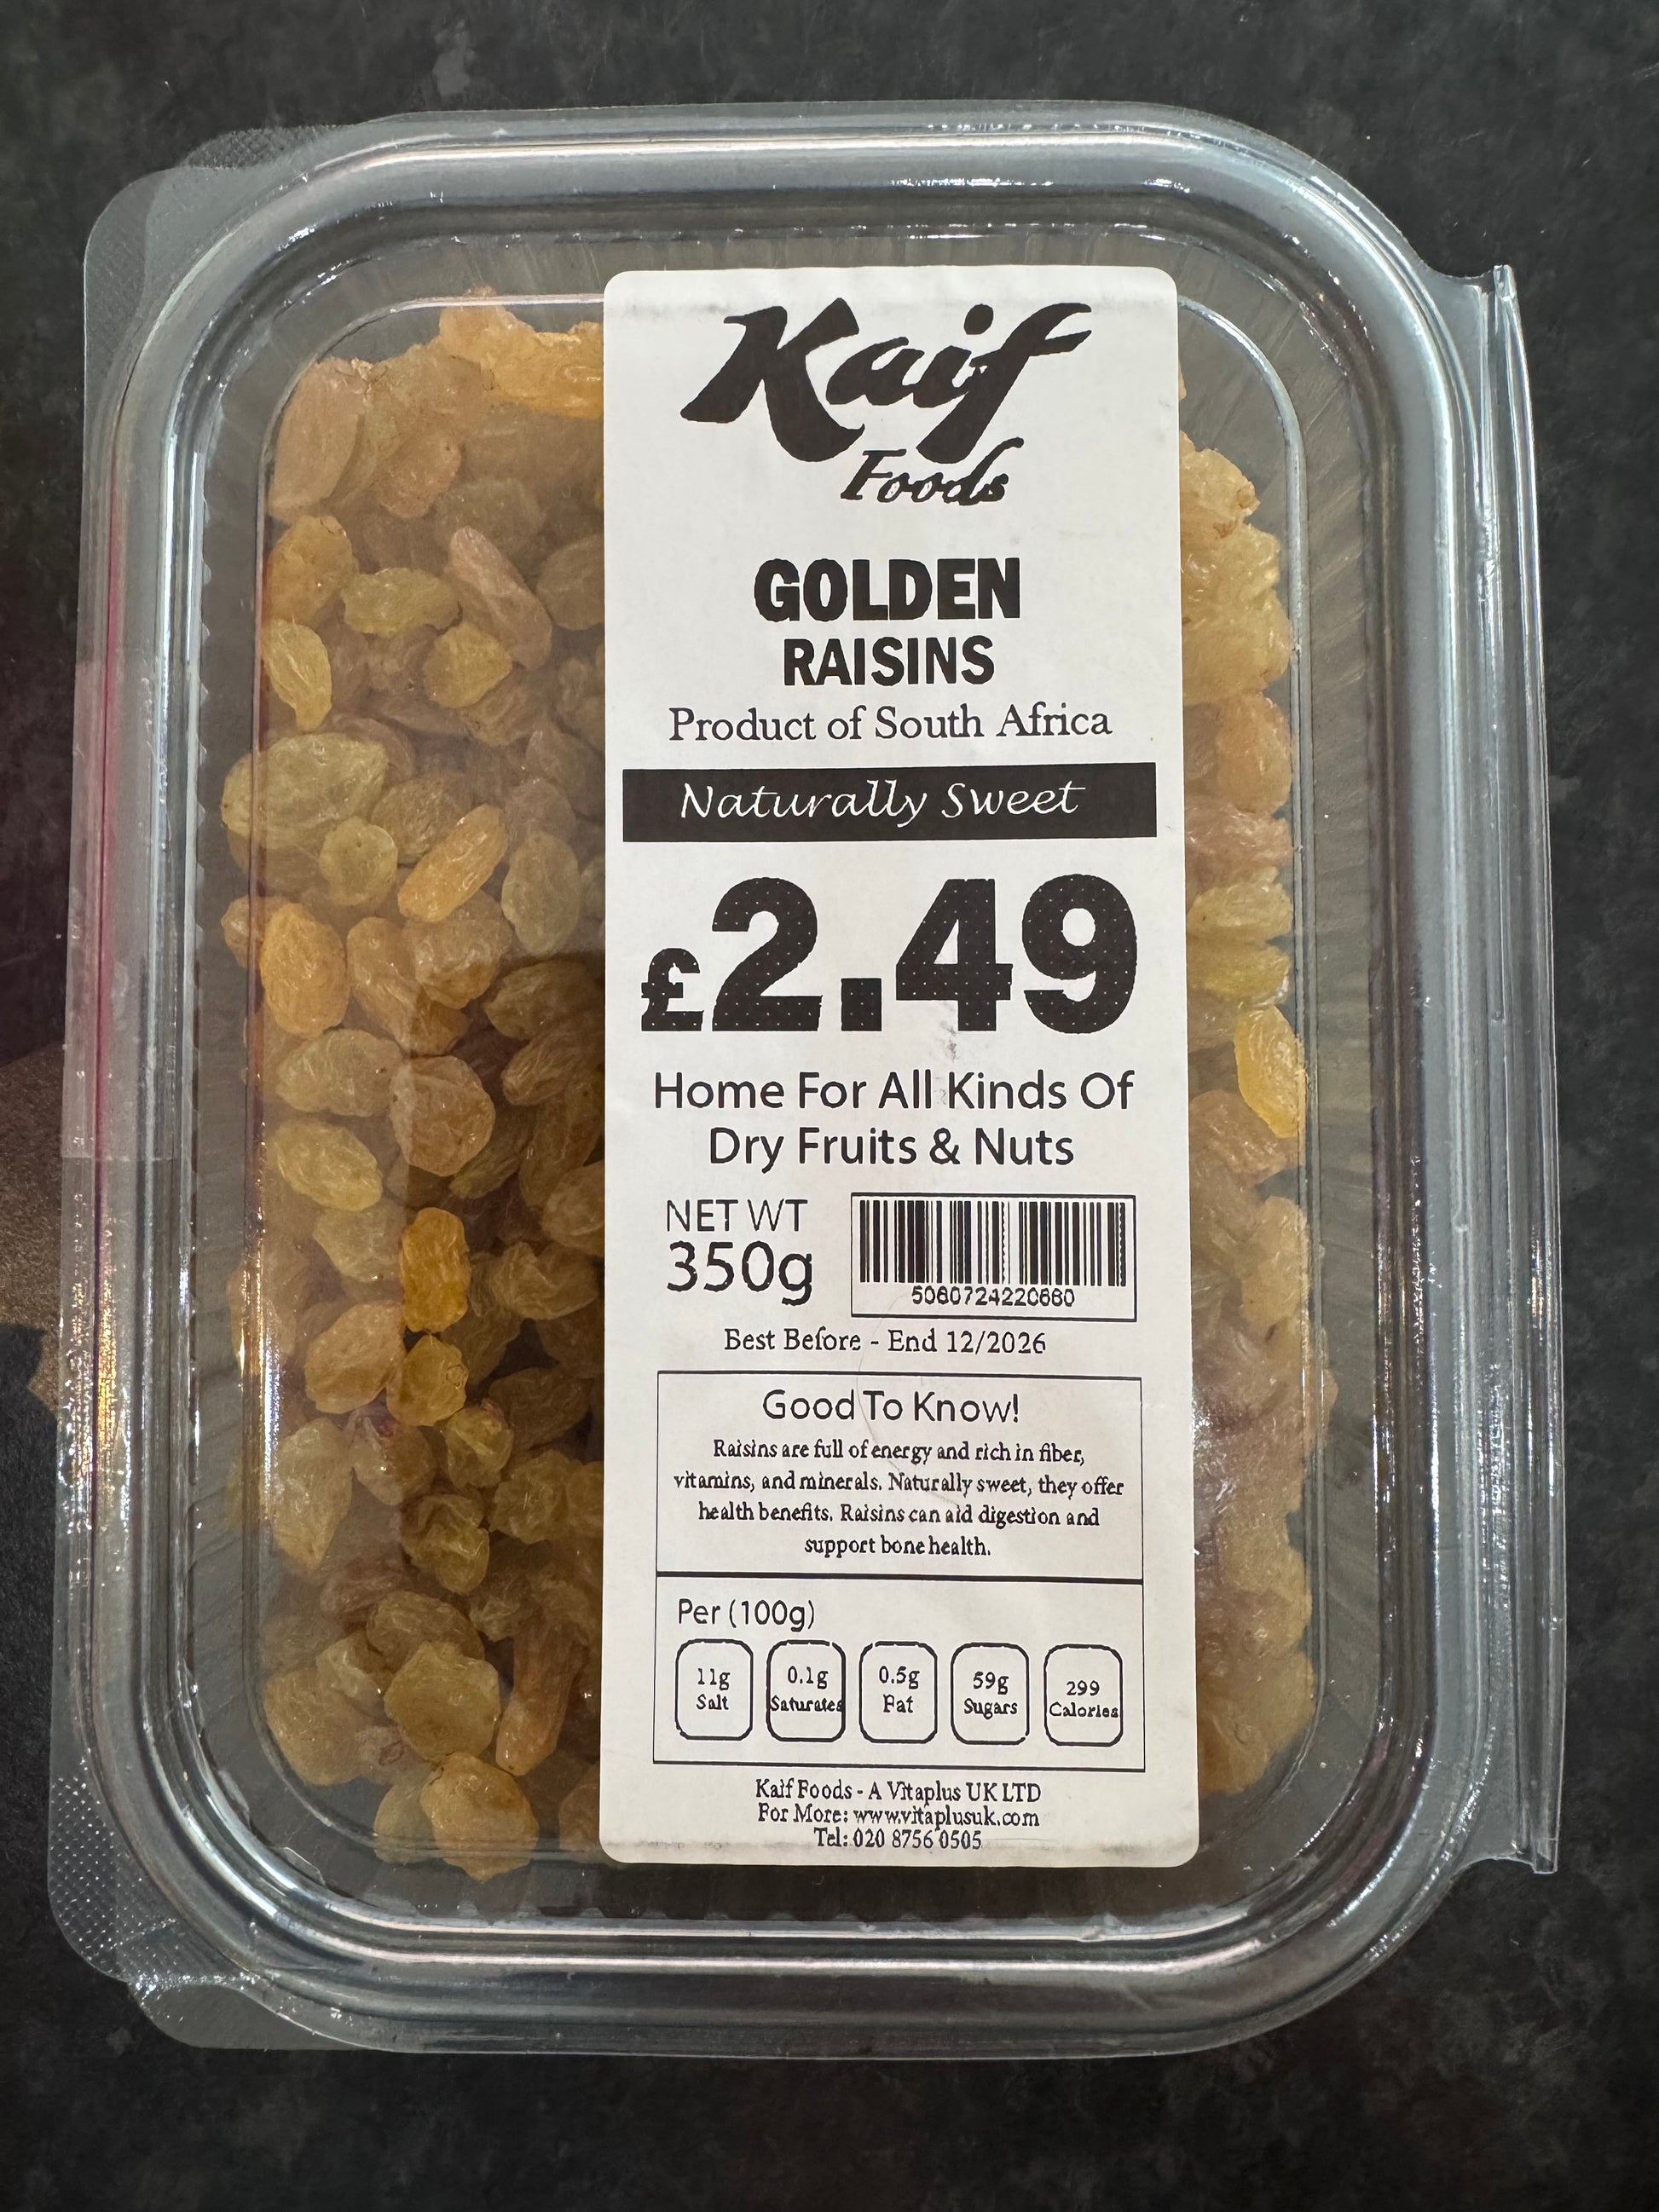 Kaif
Foods
GOLDEN
RAISINS
Product of South Africa
Naturally Sweet
£2.49
Home For All Kinds Of
Dry Fruits & Nuts
NET WT
350g
5060724220660
Best Before - End 12/2026
Good To Know!
Raisins are full of energy and rich in fiber,
vitamins, and minerals. Naturally sweet, they offer
health benefits. Raisins can aid digestion and
support bone health.
Per (100g)
11g
Salt
0.1g
Saturates
0.5g
Fat
59g
Sugars
299
Calories
Kaif Foods - A Vitaplus UK LTD
For More: www.vitaplusuk.com
Tel: 020 8756 0505